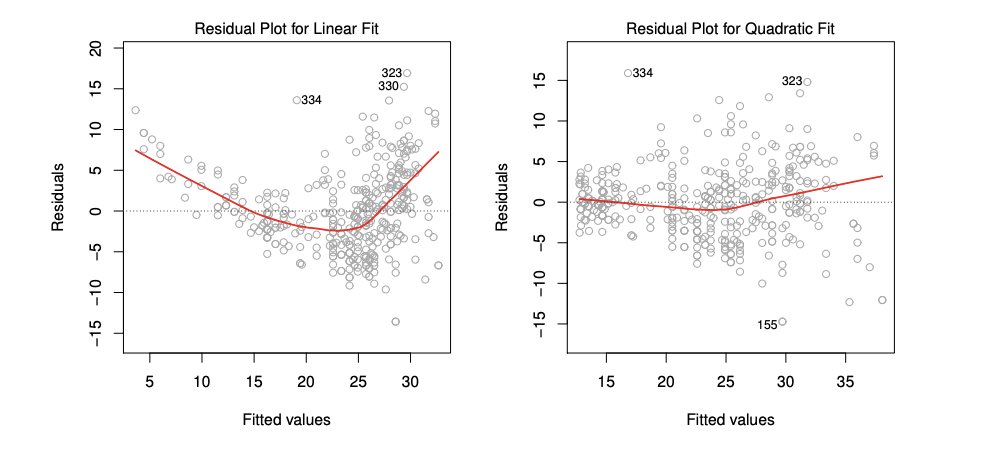 Residual Plot for Linear Fit
20
15
10
5
0
−5
−10
−15
Residuals
323
330
334
5 10 15 20 25 30
Fitted values
Residual Plot for Quadratic Fit
15
10
5
0
−5
−10
−15
Residuals
334
323
155
15 20 25 30 35
Fitted values